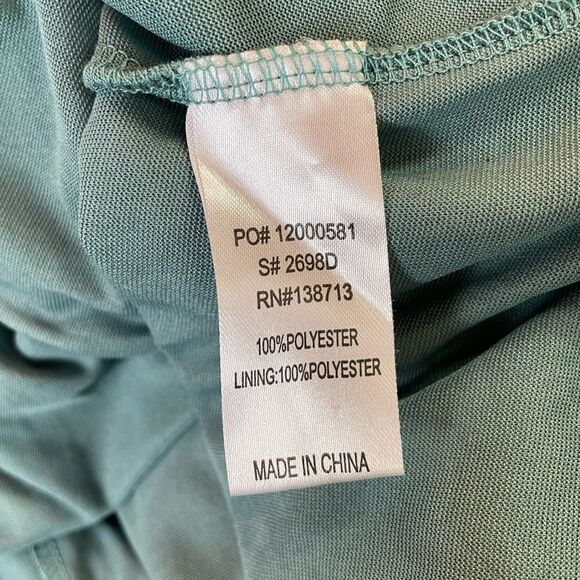 PO# 12000581
S# 2698D
RN#138713
100%POLYESTER
LINING:100%POLYESTER
MADE IN CHINA